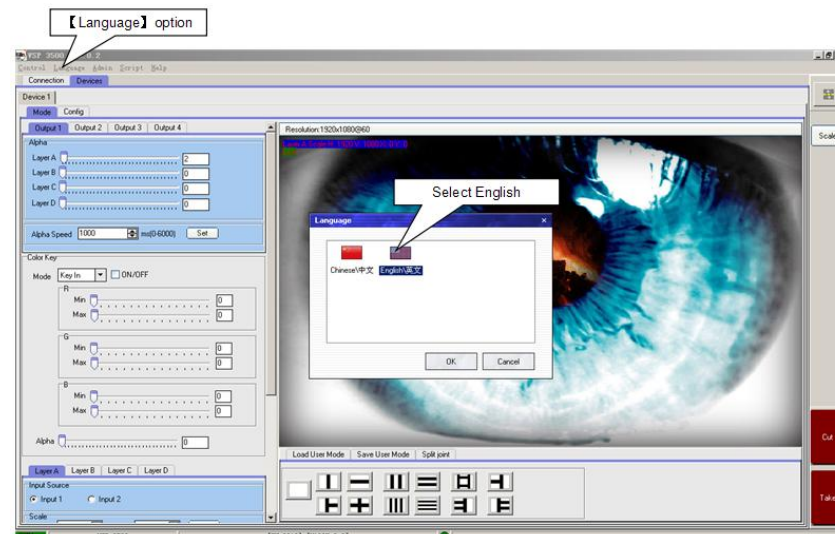 【Language】 option
VSP 3500
Control Language Admin Script Help
Connection Devices
Device 1
Mode Config
Output 1 Output 2 Output 3 Output 4
Resolution:1920x1080@60
Alpha
Layer A 2
Layer B 0
Layer C 0
Layer D 0
Alpha Speed 1000 ms(0-6000) Set
Color Key
Mode Key In ON/OFF
R
Min 0
Max 0
G
Min 0
Max 0
B
Min 0
Max 0
Alpha 0
Layer A Layer B Layer C Layer D
Input Source
Input 1 Input 2
Scale
Select English
Language
Chinese\中文 English\英文
OK Cancel
Load User Mode Save User Mode Split joint
Scale
Cut
Take